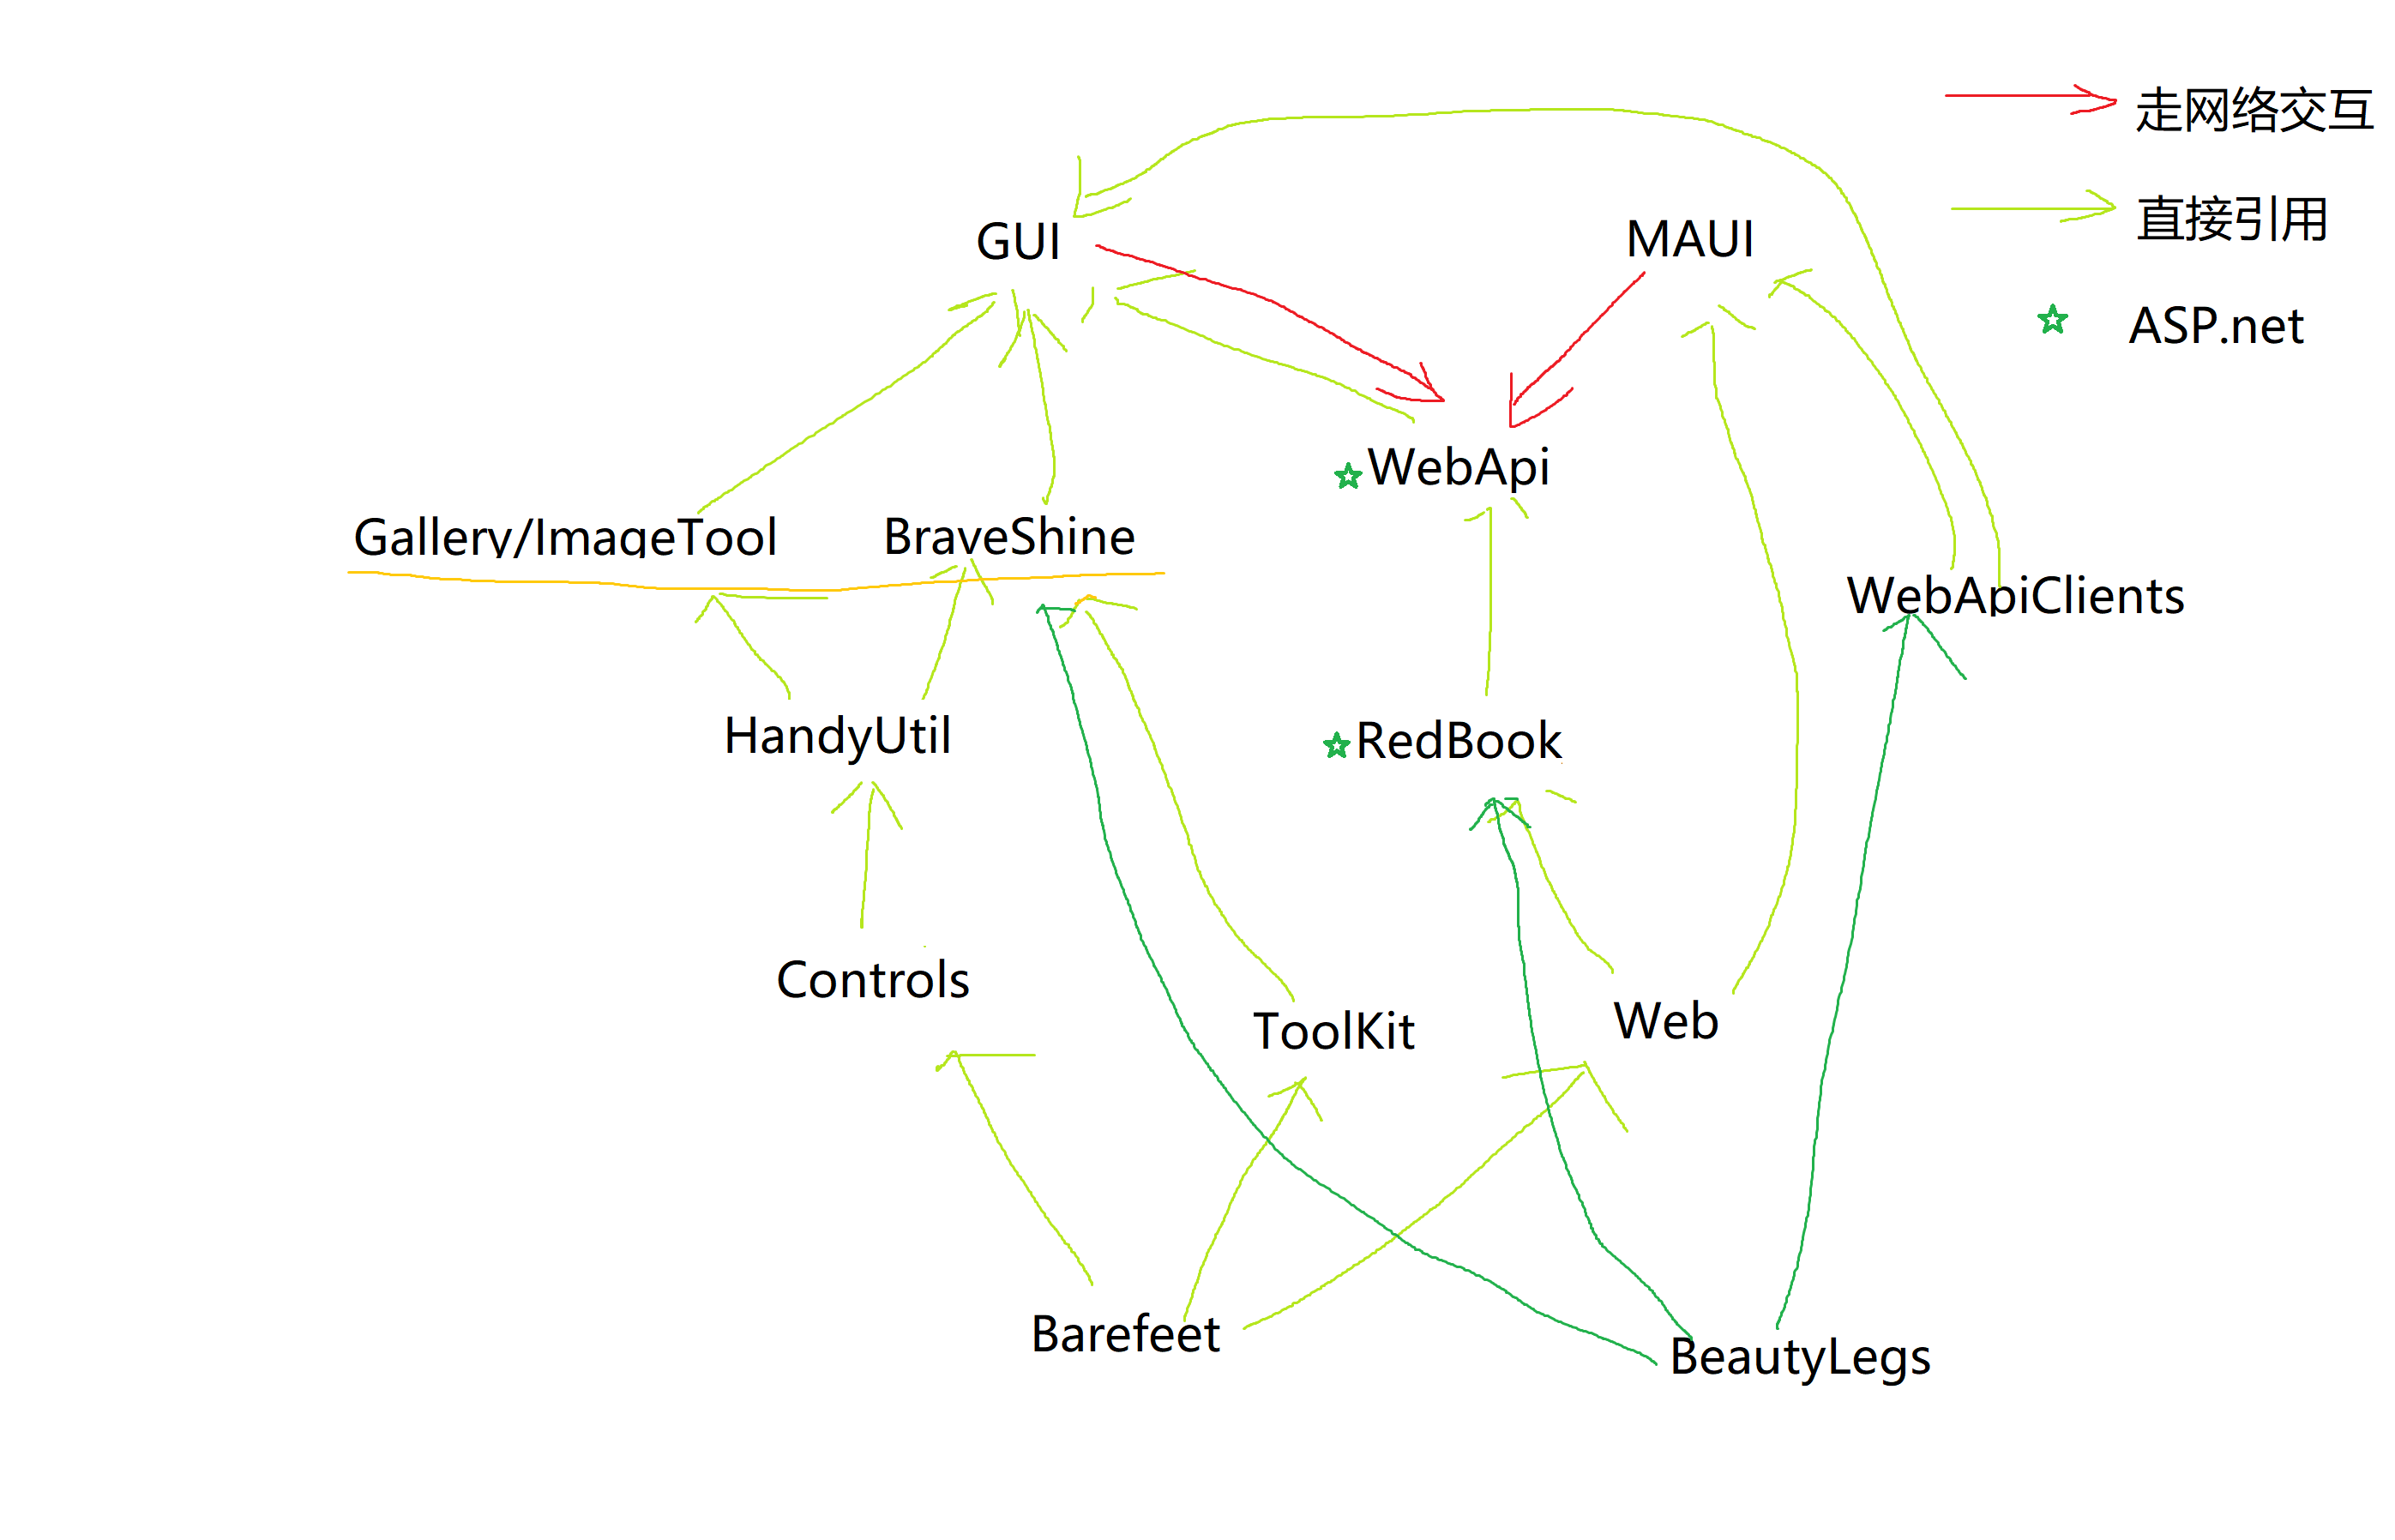 走网络交互
直接引用
ASP.net
GUI
MAUI
WebApi
Gallery/ImageTool
BraveShine
WebApiClients
HandyUtil
RedBook
Controls
ToolKit
Web
Barefeet
BeautyLegs